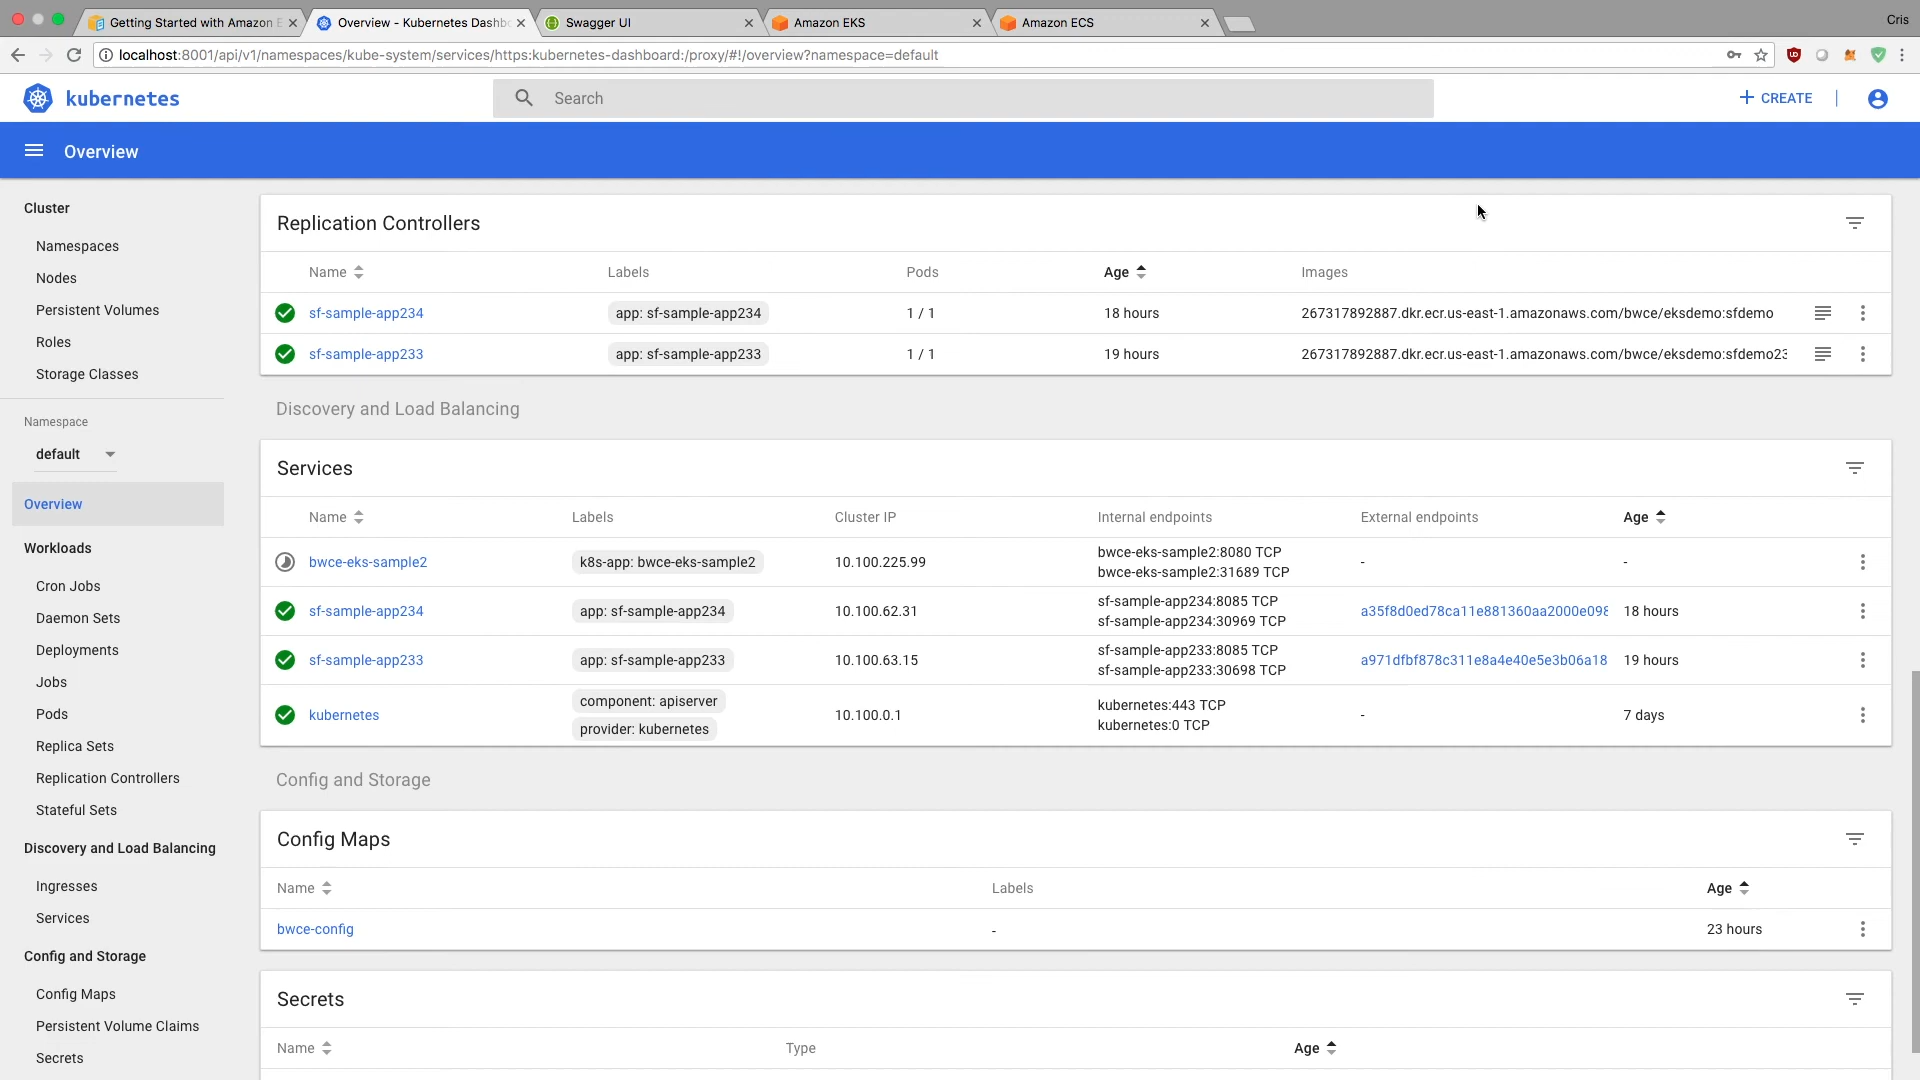 Getting Started with Amazon E
Overview - Kubernetes Dashbo
Swagger UI
Amazon EKS
Amazon ECS
Cris
localhost:8001/api/v1/namespaces/kube-system/services/https:kubernetes-dashboard:/proxy/#!/overview?namespace=default
kubernetes
Search
CREATE
Overview
Cluster
Namespaces
Nodes
Persistent Volumes
Roles
Storage Classes
Namespace
default
Overview
Workloads
Cron Jobs
Daemon Sets
Deployments
Jobs
Pods
Replica Sets
Replication Controllers
Stateful Sets
Discovery and Load Balancing
Ingresses
Services
Config and Storage
Config Maps
Persistent Volume Claims
Secrets
Replication Controllers
Name Labels Pods Age Images
sf-sample-app234 app: sf-sample-app234 1 / 1 18 hours 267317892887.dkr.ecr.us-east-1.amazonaws.com/bwce/eksdemo:sfdemo
sf-sample-app233 app: sf-sample-app233 1 / 1 19 hours 267317892887.dkr.ecr.us-east-1.amazonaws.com/bwce/eksdemo:sfdemo23
Discovery and Load Balancing
Services
Name Labels Cluster IP Internal endpoints External endpoints Age
bwce-eks-sample2 k8s-app: bwce-eks-sample2 10.100.225.99 bwce-eks-sample2:8080 TCP - -
bwce-eks-sample2:31689 TCP
sf-sample-app234 app: sf-sample-app234 10.100.62.31 sf-sample-app234:8085 TCP a35f8d0ed78ca11e881360aa2000e098 18 hours
sf-sample-app234:30969 TCP
sf-sample-app233 app: sf-sample-app233 10.100.63.15 sf-sample-app233:8085 TCP a971dfbf878c311e8a4e40e5e3b06a18 19 hours
sf-sample-app233:30698 TCP
kubernetes component: apiserver 10.100.0.1 kubernetes:443 TCP - 7 days
provider: kubernetes kubernetes:0 TCP
Config and Storage
Config Maps
Name Labels Age
bwce-config - 23 hours
Secrets
Name Type Age